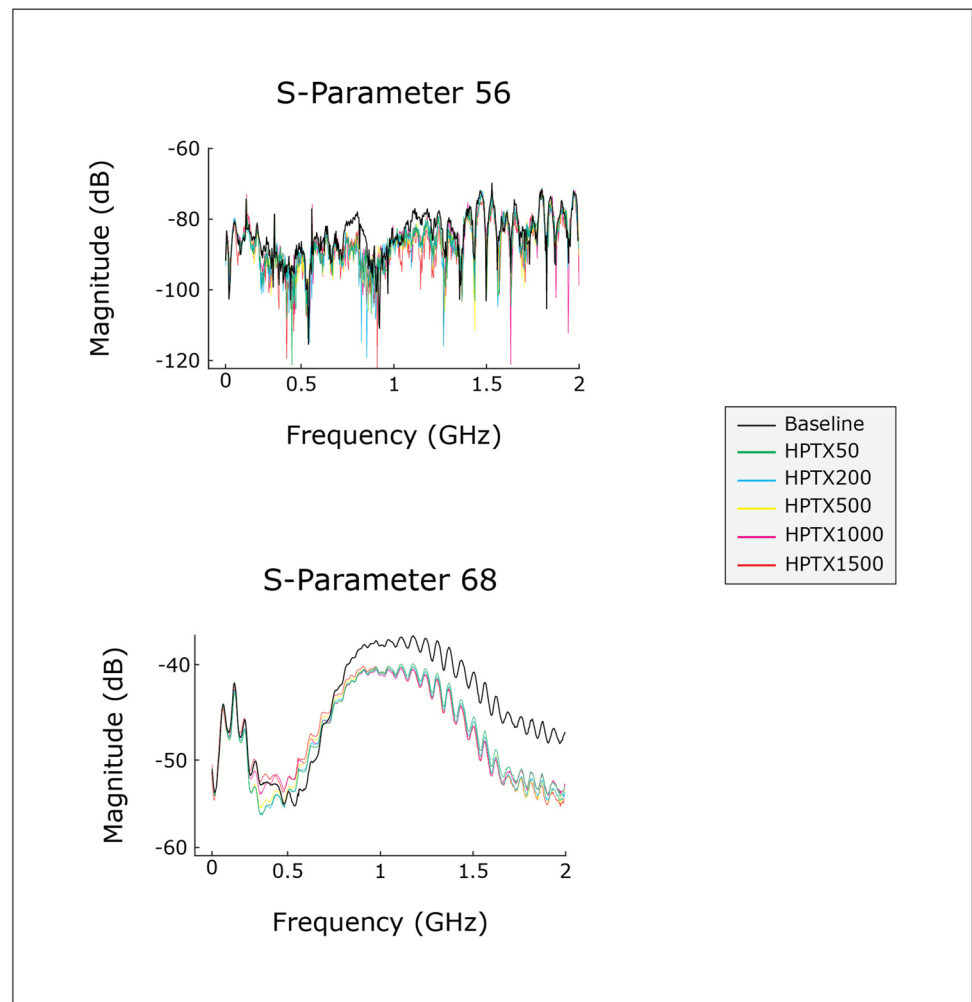 S-Parameter 56
Magnitude (dB)
-60
-80
-100
-120
0 0.5 1 1.5 2
Frequency (GHz)
Baseline
HPTX50
HPTX200
HPTX500
HPTX1000
HPTX1500
S-Parameter 68
Magnitude (dB)
-40
-50
-60
0 0.5 1 1.5 2
Frequency (GHz)